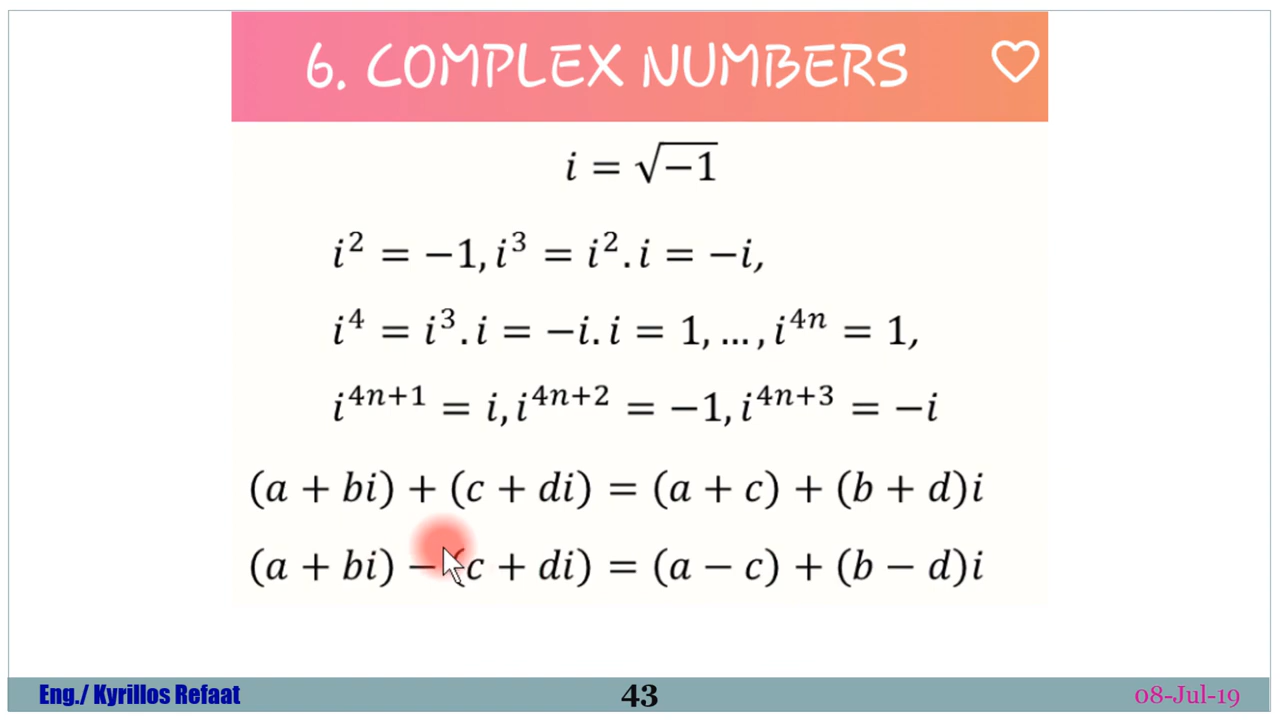 6. COMPLEX NUMBERS
i = √−1
i² = −1, i³ = i². i = −i,
i⁴ = i³. i = −i. i = 1, ... , i⁴ⁿ = 1,
i⁴ⁿ⁺¹ = i, i⁴ⁿ⁺² = −1, i⁴ⁿ⁺³ = −i
(a + bi) + (c + di) = (a + c) + (b + d)i
(a + bi) − (c + di) = (a − c) + (b − d)i
Eng./ Kyrillos Refaat 43 08-Jul-19